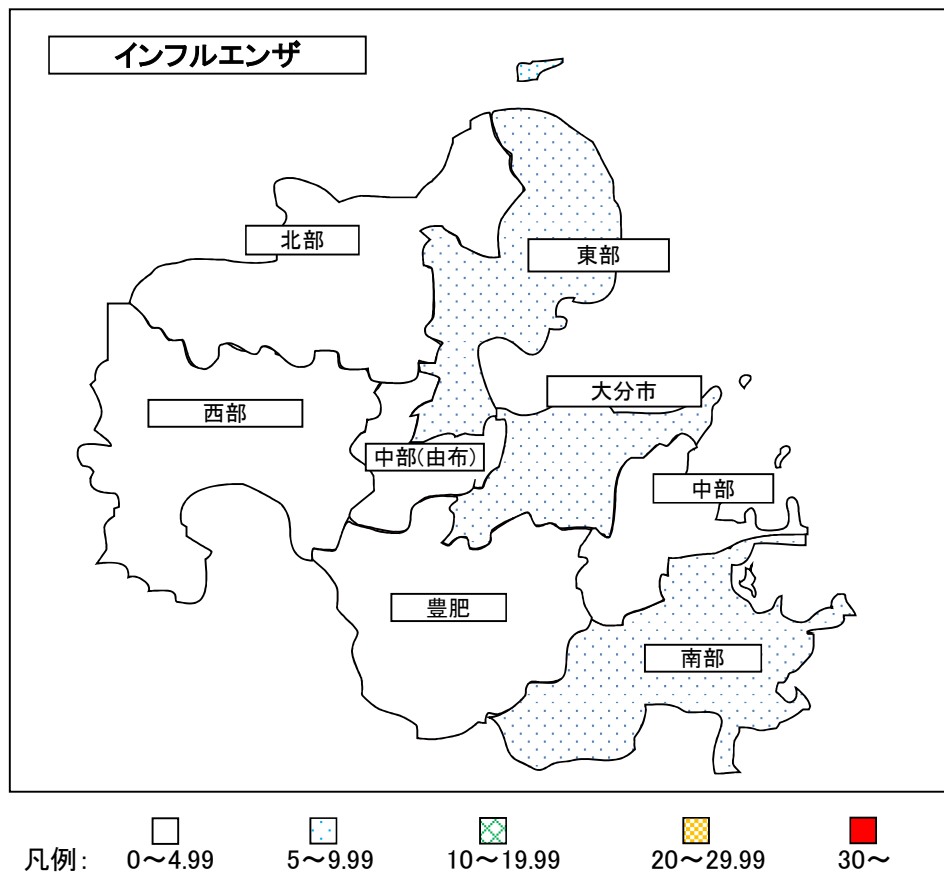 インフルエンザ
北部
東部
大分市
西部
中部(由布)
中部
豊肥
南部
凡例: 0~4.99 5~9.99 10~19.99 20~29.99 30~